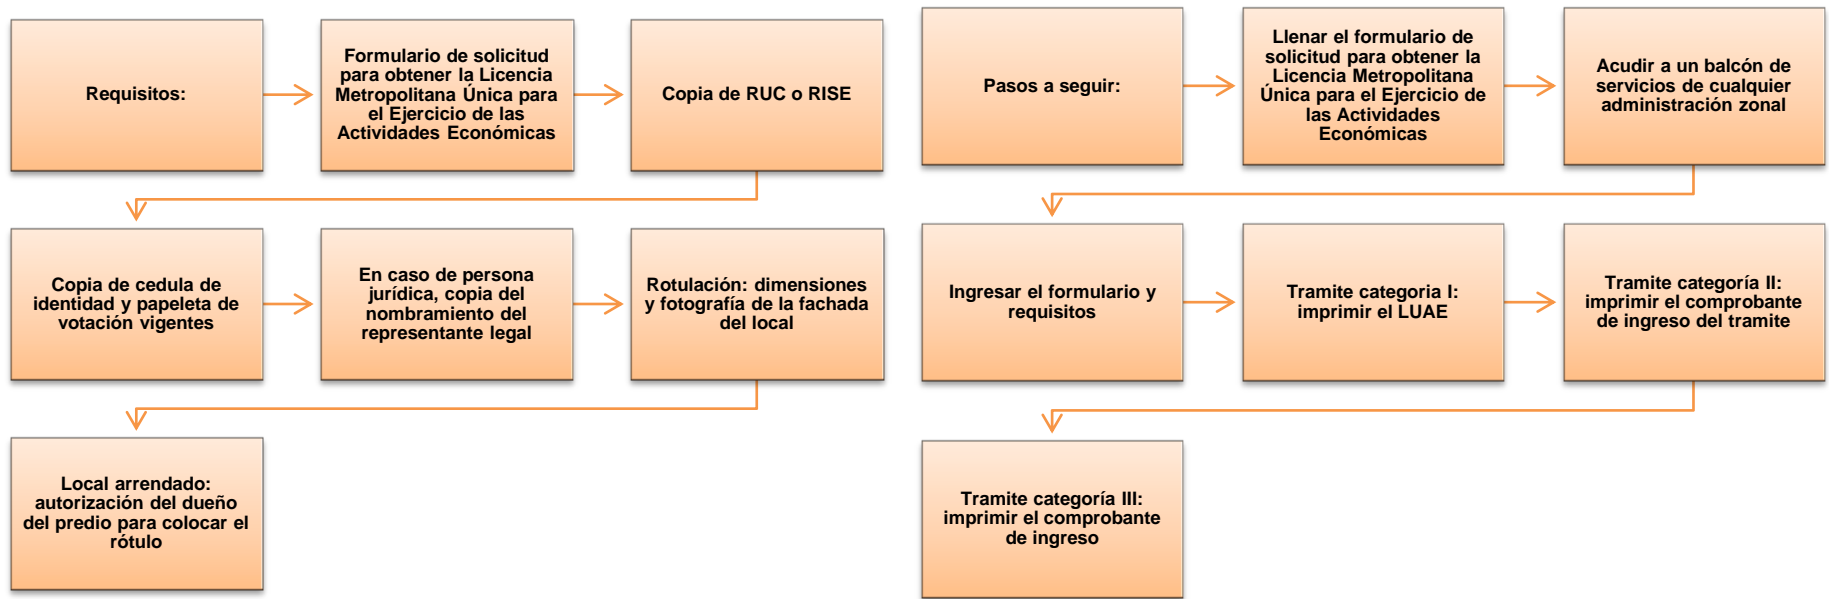 Requisitos:
Formulario de solicitud
para obtener la Licencia
Metropolitana Única para
el Ejercicio de las
Actividades Económicas
Copia de RUC o RISE
Copia de cedula de
identidad y papeleta de
votación vigentes
En caso de persona
jurídica, copia del
nombramiento del
representante legal
Rotulación: dimensiones
y fotografía de la fachada
del local
Local arrendado:
autorización del dueño
del predio para colocar el
rótulo
Pasos a seguir:
Llenar el formulario de
solicitud para obtener la
Licencia Metropolitana
Única para el Ejercicio de
las Actividades
Económicas
Acudir a un balcón de
servicios de cualquier
administración zonal
Ingresar el formulario y
requisitos
Tramite categoria I:
imprimir el LUAE
Tramite categoría II:
imprimir el comprobante
de ingreso del tramite
Tramite categoría III:
imprimir el comprobante
de ingreso